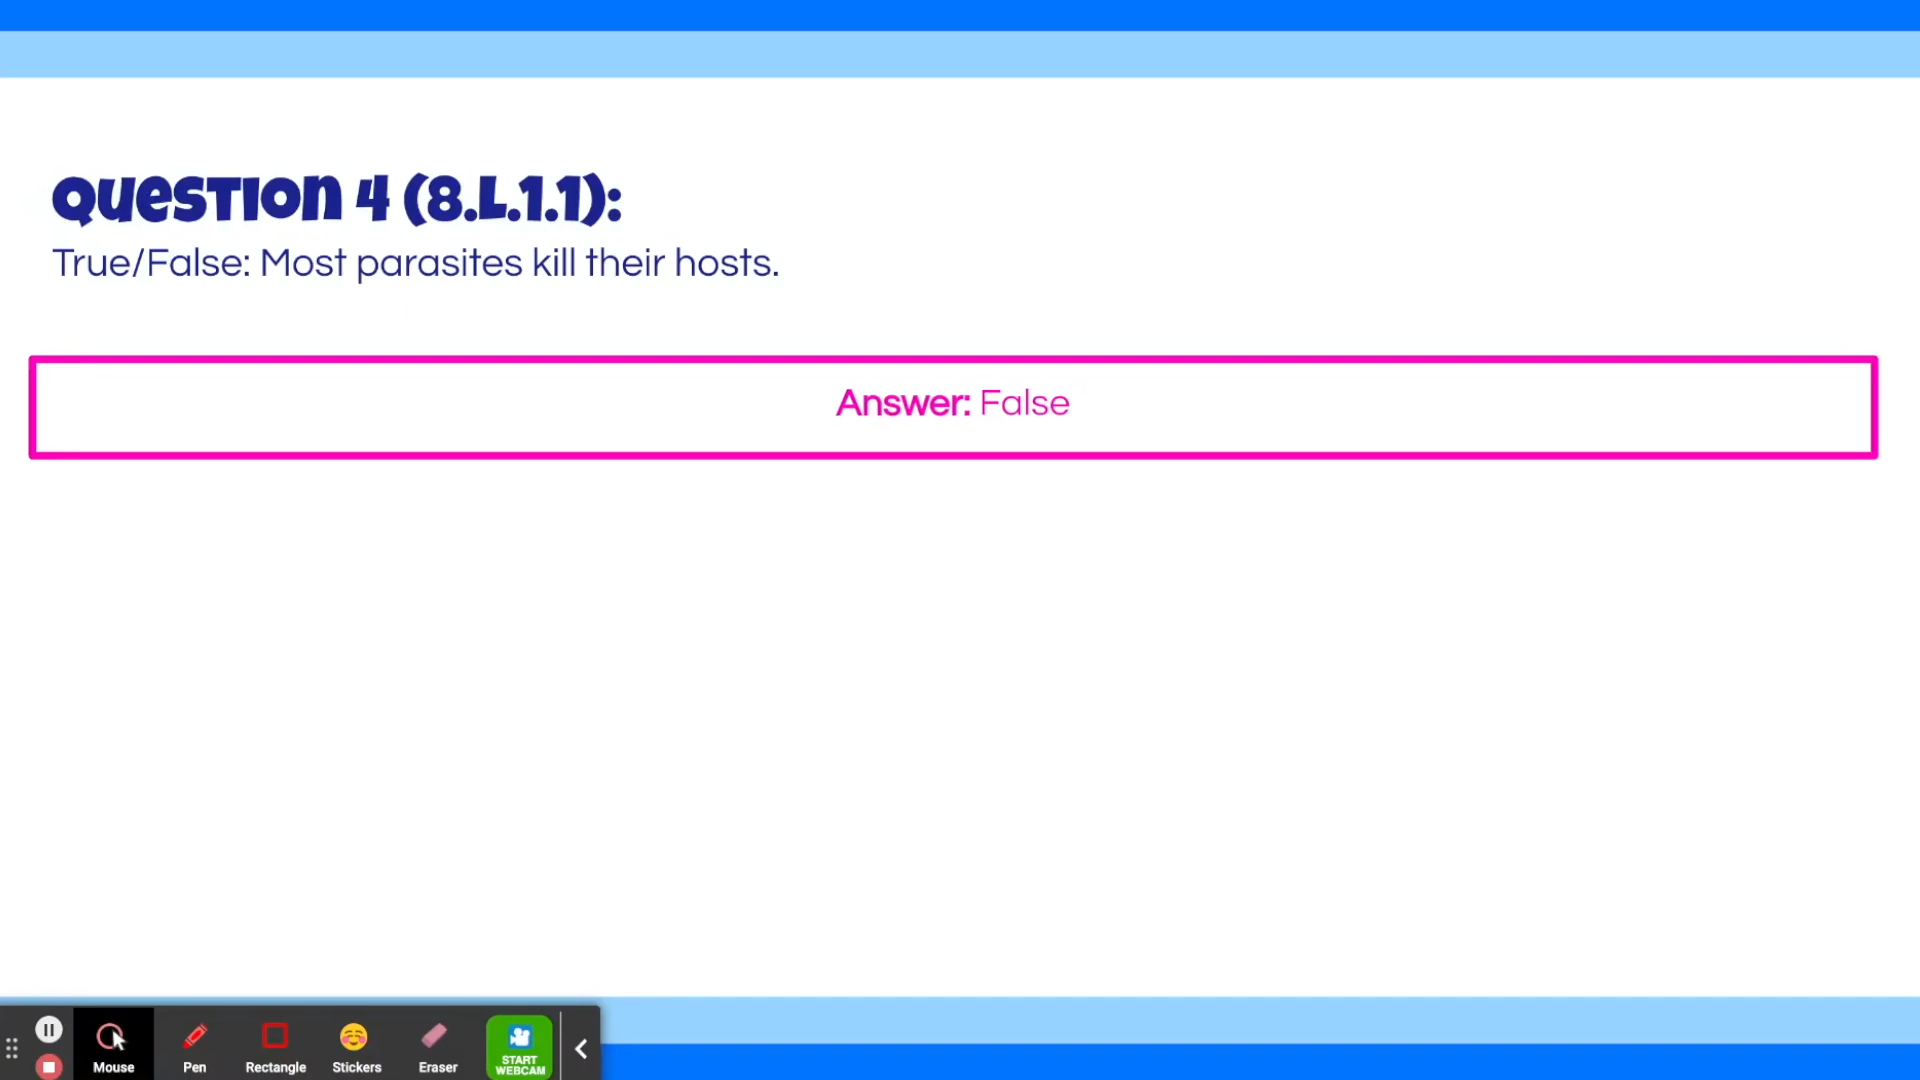 Question 4 (8.L.1.1):
True/False: Most parasites kill their hosts.
Answer: False
Mouse
Pen
Rectangle
Stickers
Eraser
START
WEBCAM